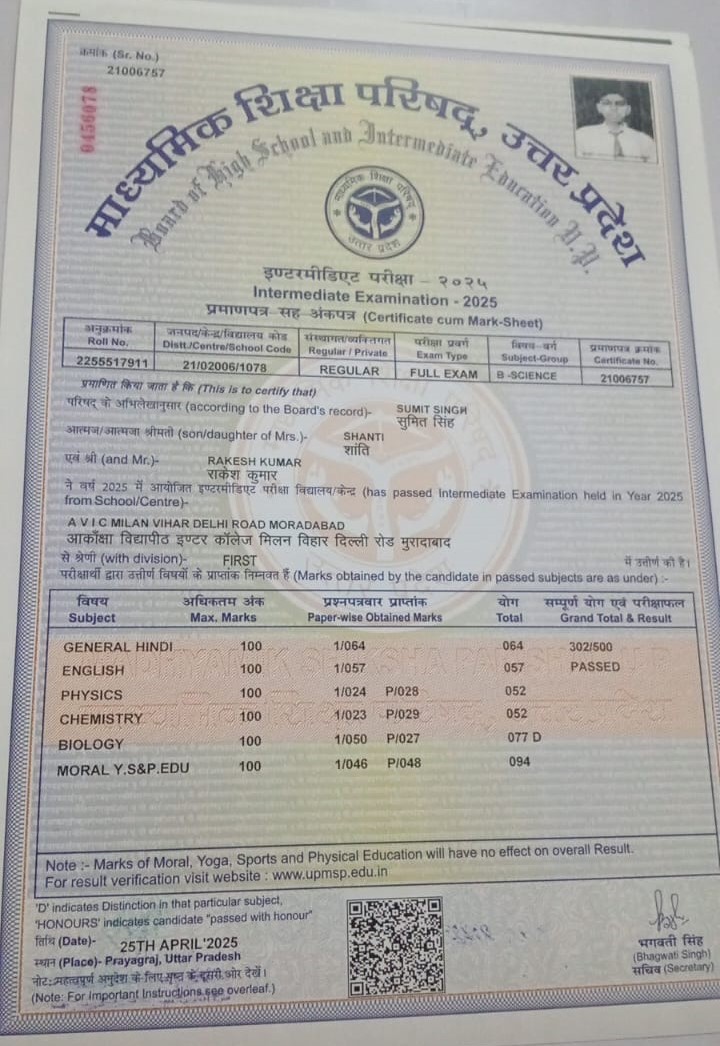 क्रमांक (Sr. No.)
21006757
0456078
माध्यमिक शिक्षा परिषद्, उत्तर प्रदेश
Board of High School and Intermediate Education U.P.
माध्यमिक शिक्षा परिषद्
उत्तर प्रदेश
इण्टरमीडिएट परीक्षा – २०२५
Intermediate Examination - 2025
प्रमाणपत्र सह अंकपत्र (Certificate cum Mark-Sheet)
अनुक्रमांक जनपद/केन्द्र/विद्यालय कोड संस्थागत/व्यक्तिगत परीक्षा प्रवर्ग विषय वर्ग प्रमाणपत्र क्रमांक
Roll No. Distt./Centre/School Code Regular / Private Exam Type Subject-Group Certificate No.
2255517911 21/02006/1078 REGULAR FULL EXAM B -SCIENCE 21006757
प्रमाणित किया जाता है कि (This is to certify that)
परिषद् के अभिलेखानुसार (according to the Board's record)- SUMIT SINGH
सुमित सिंह
आत्मज/आत्मजा श्रीमती (son/daughter of Mrs.)- SHANTI
शांति
एवं श्री (and Mr.)- RAKESH KUMAR
राकेश कुमार
ने वर्ष 2025 में आयोजित इण्टरमीडिएट परीक्षा विद्यालय/केन्द्र (has passed Intermediate Examination held in Year 2025
from School/Centre)-
A V I C MILAN VIHAR DELHI ROAD MORADABAD
आकाँक्षा विद्यापीठ इण्टर कॉलेज मिलन विहार दिल्ली रोड मुरादाबाद
से श्रेणी (with division)- FIRST में उत्तीर्ण की है।
परीक्षार्थी द्वारा उत्तीर्ण विषयों के प्राप्तांक निम्नवत हैं (Marks obtained by the candidate in passed subjects are as under) :-
विषय अधिकतम अंक प्रश्नपत्रवार प्राप्तांक योग सम्पूर्ण योग एवं परीक्षाफल
Subject Max. Marks Paper-wise Obtained Marks Total Grand Total & Result
GENERAL HINDI 100 1/064 064 302/500
ENGLISH 100 1/057 057 PASSED
PHYSICS 100 1/024 P/028 052
CHEMISTRY 100 1/023 P/029 052
BIOLOGY 100 1/050 P/027 077 D
MORAL Y.S&P.EDU 100 1/046 P/048 094
Note :- Marks of Moral, Yoga, Sports and Physical Education will have no effect on overall Result.
For result verification visit website : www.upmsp.edu.in
'D' indicates Distinction in that particular subject,
'HONOURS' indicates candidate "passed with honour"
तिथि (Date)- 25TH APRIL'2025
स्थान (Place)- Prayagraj, Uttar Pradesh
नोट:-महत्वपूर्ण अनुदेश के लिए पृष्ठ के दूसरी ओर देखें।
(Note: For Important Instructions see overleaf.)
भगवती सिंह
(Bhagwati Singh)
सचिव (Secretary)